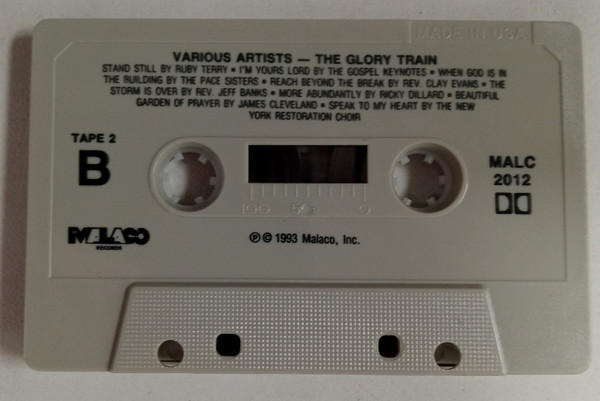 MADE IN USA
VARIOUS ARTISTS — THE GLORY TRAIN
STAND STILL BY RUBY TERRY • I'M YOURS LORD BY THE GOSPEL KEYNOTES • WHEN GOD IS IN
THE BUILDING BY THE PACE SISTERS • REACH BEYOND THE BREAK BY REV. CLAY EVANS • THE
STORM IS OVER BY REV. JEFF BANKS • MORE ABUNDANTLY BY RICKY DILLARD • BEAUTIFUL
GARDEN OF PRAYER BY JAMES CLEVELAND • SPEAK TO MY HEART BY THE NEW
YORK RESTORATION CHOIR
TAPE 2
B
MALC
2012
100 50 0
MALACO
RECORDS
℗ © 1993 Malaco, Inc.